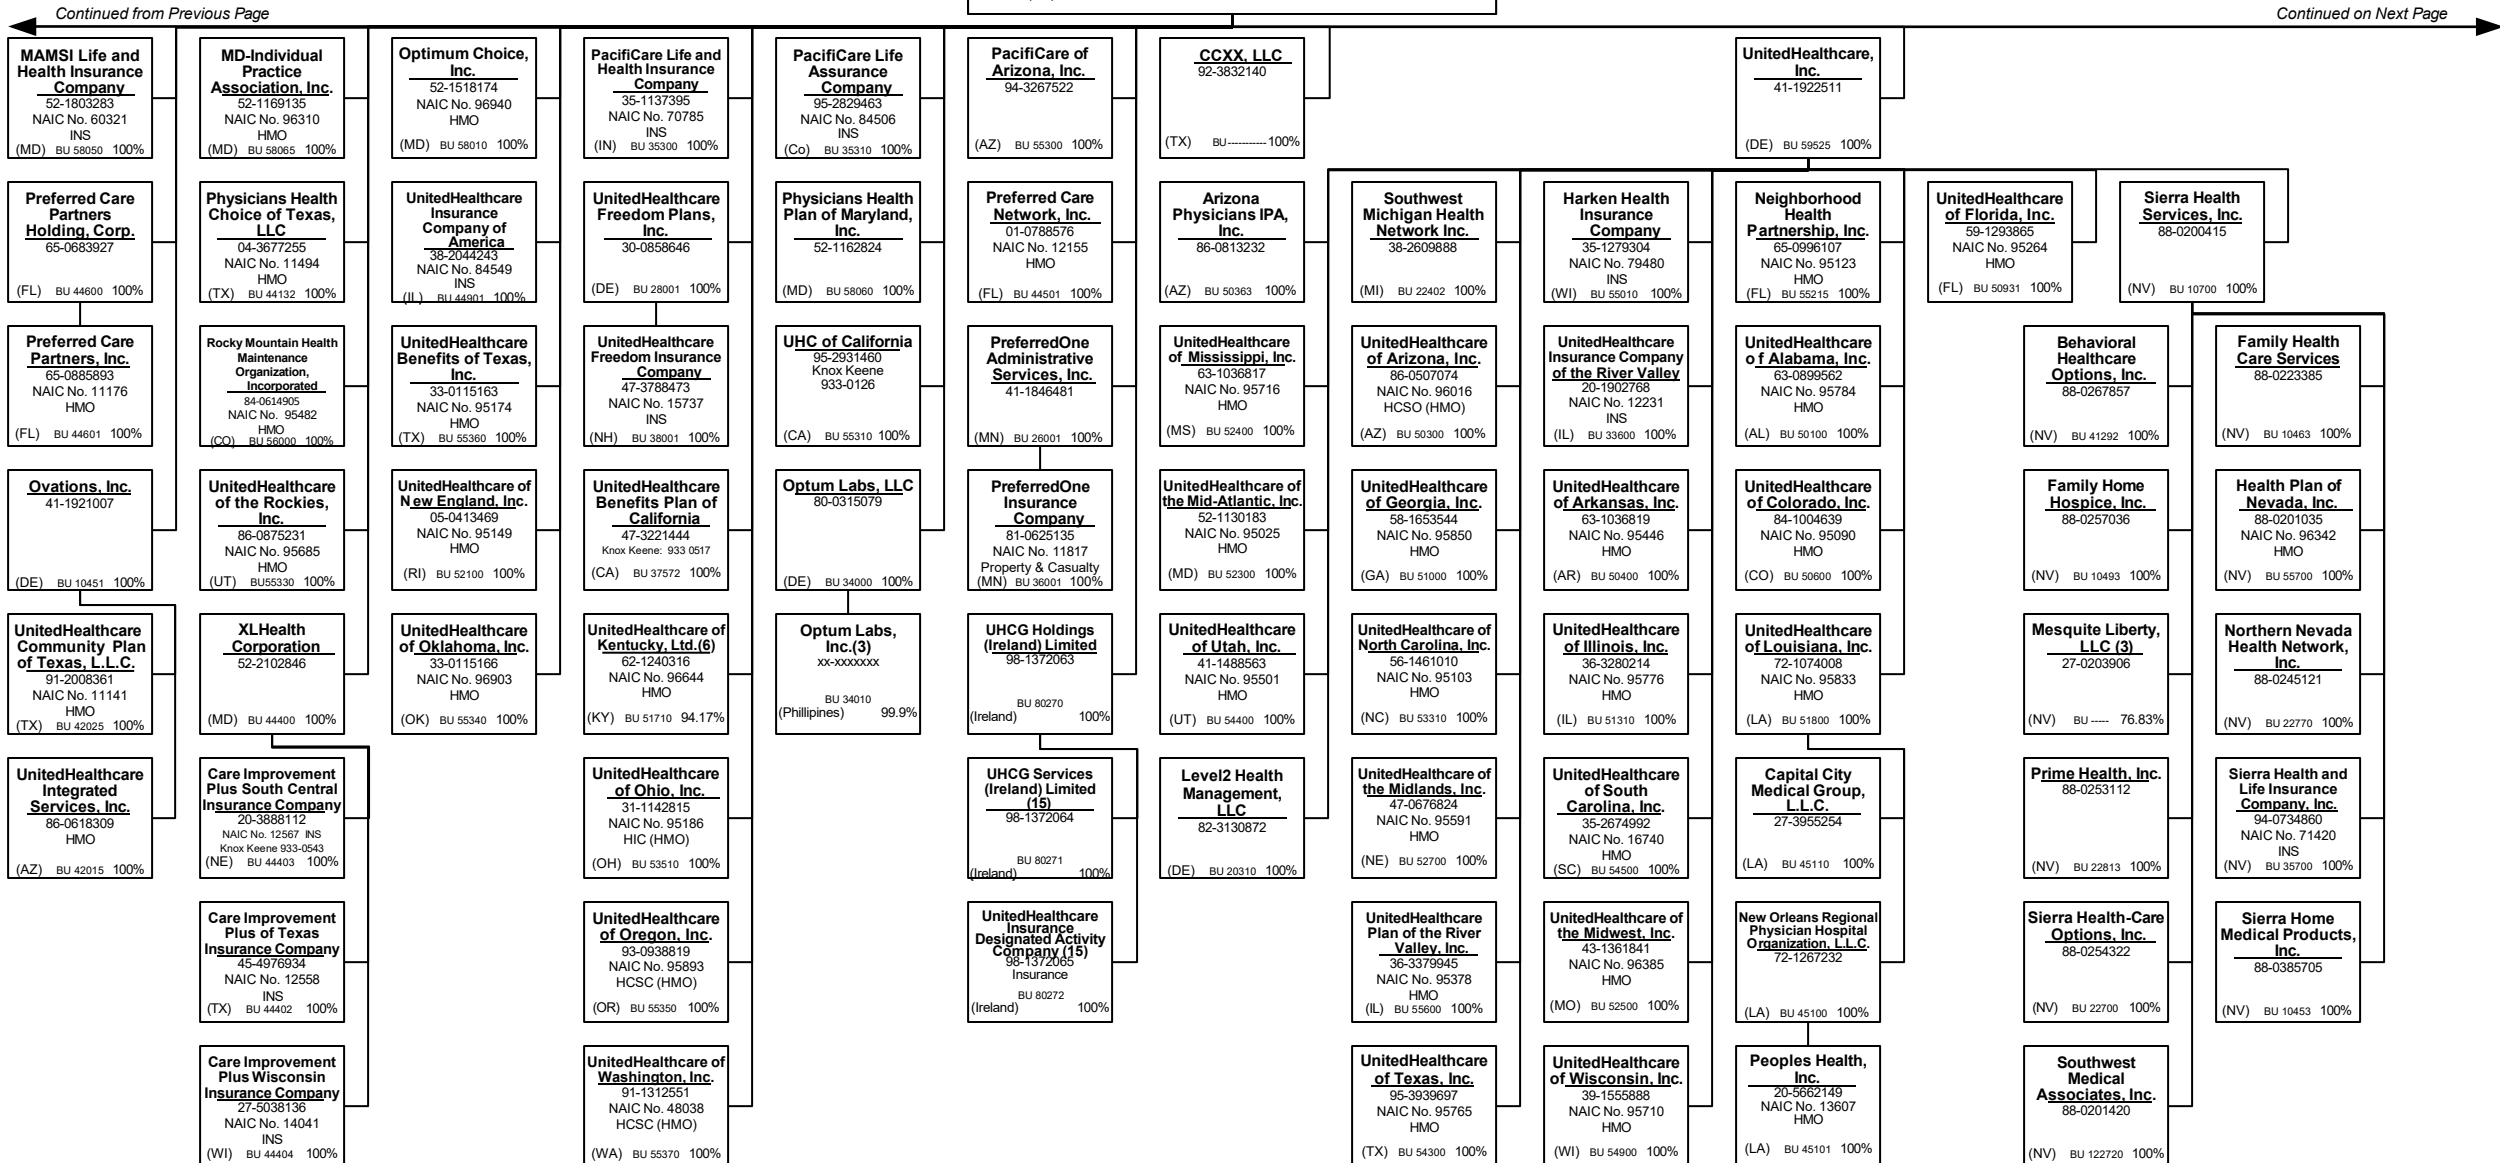 Continued from Previous Page
Continued on Next Page
MAMSI Life and
Health Insurance
Company
52-1803283
NAIC No. 60321
INS
(MD) BU 58050 100%
MD-Individual
Practice
Association, Inc.
52-1169135
NAIC No. 96310
HMO
(MD) BU 58065 100%
Optimum Choice,
Inc.
52-1518174
NAIC No. 96940
HMO
(MD) BU 58010 100%
PacifiCare Life and
Health Insurance
Company
35-1137395
NAIC No. 70785
INS
(IN) BU 35300 100%
PacifiCare Life
Assurance
Company
95-2829463
NAIC No. 84506
INS
(Co) BU 35310 100%
PacifiCare of
Arizona, Inc.
94-3267522
(AZ) BU 55300 100%
CCXX, LLC
92-3832140
(TX) BU----------- 100%
UnitedHealthcare,
Inc.
41-1922511
(DE) BU 59525 100%
Preferred Care
Partners
Holding, Corp.
65-0683927
(FL) BU 44600 100%
Physicians Health
Choice of Texas,
LLC
04-3677255
NAIC No. 11494
HMO
(TX) BU 44132 100%
UnitedHealthcare
Insurance
Company of
America
38-2044243
NAIC No. 84549
INS
(IL) BU 44901 100%
UnitedHealthcare
Freedom Plans,
Inc.
30-0858646
(DE) BU 28001 100%
Physicians Health
Plan of Maryland,
Inc.
52-1162824
(MD) BU 58060 100%
Preferred Care
Network, Inc.
01-0788576
NAIC No. 12155
HMO
(FL) BU 44501 100%
Arizona
Physicians IPA,
Inc.
86-0813232
(AZ) BU 50363 100%
Southwest
Michigan Health
Network Inc.
38-2609888
(MI) BU 22402 100%
Harken Health
Insurance
Company
35-1279304
NAIC No. 79480
INS
(WI) BU 55010 100%
Neighborhood
Health
Partnership, Inc.
65-0996107
NAIC No. 95123
HMO
(FL) BU 55215 100%
UnitedHealthcare
of Florida, Inc.
59-1293865
NAIC No. 95264
HMO
(FL) BU 50931 100%
Sierra Health
Services, Inc.
88-0200415
(NV) BU 10700 100%
Preferred Care
Partners, Inc.
65-0885893
NAIC No. 11176
HMO
(FL) BU 44601 100%
Rocky Mountain Health
Maintenance
Organization,
Incorporated
84-0614905
NAIC No. 95482
HMO
(CO) BU 56000 100%
UnitedHealthcare
Benefits of Texas,
Inc.
33-0115163
NAIC No. 95174
HMO
(TX) BU 55360 100%
UnitedHealthcare
Freedom Insurance
Company
47-3788473
NAIC No. 15737
INS
(NH) BU 38001 100%
UHC of California
95-2931460
Knox Keene
933-0126
(CA) BU 55310 100%
PreferredOne
Administrative
Services, Inc.
41-1846481
(MN) BU 26001 100%
UnitedHealthcare
of Mississippi, Inc.
63-1036817
NAIC No. 95716
HMO
(MS) BU 52400 100%
UnitedHealthcare
of Arizona, Inc.
86-0507074
NAIC No. 96016
HCSO (HMO)
(AZ) BU 50300 100%
UnitedHealthcare
Insurance Company
of the River Valley
20-1902768
NAIC No. 12231
INS
(IL) BU 33600 100%
UnitedHealthcare
of Alabama, Inc.
63-0899562
NAIC No. 95784
HMO
(AL) BU 50100 100%
Behavioral
Healthcare
Options, Inc.
88-0267857
(NV) BU 41292 100%
Family Health
Care Services
88-0223385
(NV) BU 10463 100%
Ovations, Inc.
41-1921007
(DE) BU 10451 100%
UnitedHealthcare
of the Rockies,
Inc.
86-0875231
NAIC No. 95685
HMO
(UT) BU55330 100%
UnitedHealthcare of
New England, Inc.
05-0413469
NAIC No. 95149
HMO
(RI) BU 52100 100%
UnitedHealthcare
Benefits Plan of
California
47-3221444
Knox Keene: 933 0517
(CA) BU 37572 100%
Optum Labs, LLC
80-0315079
(DE) BU 34000 100%
PreferredOne
Insurance
Company
81-0625135
NAIC No. 11817
Property & Casualty
(MN) BU 36001 100%
UnitedHealthcare of
the Mid-Atlantic, Inc.
52-1130183
NAIC No. 95025
HMO
(MD) BU 52300 100%
UnitedHealthcare
of Georgia, Inc.
58-1653544
NAIC No. 95850
HMO
(GA) BU 51000 100%
UnitedHealthcare
of Arkansas, Inc.
63-1036819
NAIC No. 95446
HMO
(AR) BU 50400 100%
UnitedHealthcare
of Colorado, Inc.
84-1004639
NAIC No. 95090
HMO
(CO) BU 50600 100%
Family Home
Hospice, Inc.
88-0257036
(NV) BU 10493 100%
Health Plan of
Nevada, Inc.
88-0201035
NAIC No. 96342
HMO
(NV) BU 55700 100%
UnitedHealthcare
Community Plan
of Texas, L.L.C.
91-2008361
NAIC No. 11141
HMO
(TX) BU 42025 100%
XLHealth
Corporation
52-2102846
(MD) BU 44400 100%
UnitedHealthcare
of Oklahoma, Inc.
33-0115166
NAIC No. 96903
HMO
(OK) BU 55340 100%
UnitedHealthcare of
Kentucky, Ltd.(6)
62-1240316
NAIC No. 96644
HMO
(KY) BU 51710 94.17%
Optum Labs,
Inc.(3)
xx-xxxxxxx
BU 34010
(Phillipines) 99.9%
UHCG Holdings
(Ireland) Limited
98-1372063
BU 80270
(Ireland) 100%
UnitedHealthcare
of Utah, Inc.
41-1488563
NAIC No. 95501
HMO
(UT) BU 54400 100%
UnitedHealthcare of
North Carolina, Inc.
56-1461010
NAIC No. 95103
HMO
(NC) BU 53310 100%
UnitedHealthcare
of Illinois, Inc.
36-3280214
NAIC No. 95776
HMO
(IL) BU 51310 100%
UnitedHealthcare
of Louisiana, Inc.
72-1074008
NAIC No. 95833
HMO
(LA) BU 51800 100%
Mesquite Liberty,
LLC (3)
27-0203906
(NV) BU ----- 76.83%
Northern Nevada
Health Network,
Inc.
88-0245121
(NV) BU 22770 100%
UnitedHealthcare
Integrated
Services, Inc.
86-0618309
HMO
(AZ) BU 42015 100%
Care Improvement
Plus South Central
Insurance Company
20-3888112
NAIC No. 12567 INS
Knox Keene 933-0543
(NE) BU 44403 100%
UnitedHealthcare
of Ohio, Inc.
31-1142815
NAIC No. 95186
HIC (HMO)
(OH) BU 53510 100%
UHCG Services
(Ireland) Limited
(15)
98-1372064
BU 80271
(Ireland) 100%
Level2 Health
Management,
LLC
82-3130872
(DE) BU 20310 100%
UnitedHealthcare of
the Midlands, Inc.
47-0676824
NAIC No. 95591
HMO
(NE) BU 52700 100%
UnitedHealthcare
of South
Carolina, Inc.
35-2674992
NAIC No. 16740
HMO
(SC) BU 54500 100%
Capital City
Medical Group,
L.L.C.
27-3955254
(LA) BU 45110 100%
Prime Health, Inc.
88-0253112
(NV) BU 22813 100%
Sierra Health and
Life Insurance
Company, Inc.
94-0734860
NAIC No. 71420
INS
(NV) BU 35700 100%
Care Improvement
Plus of Texas
Insurance Company
45-4976934
NAIC No. 12558
INS
(TX) BU 44402 100%
UnitedHealthcare
of Oregon, Inc.
93-0938819
NAIC No. 95893
HCSC (HMO)
(OR) BU 55350 100%
UnitedHealthcare
Insurance
Designated Activity
Company (15)
98-1372065
Insurance
BU 80272
(Ireland) 100%
UnitedHealthcare
Plan of the River
Valley, Inc.
36-3379945
NAIC No. 95378
HMO
(IL) BU 55600 100%
UnitedHealthcare of
the Midwest, Inc.
43-1361841
NAIC No. 96385
HMO
(MO) BU 52500 100%
New Orleans Regional
Physician Hospital
Organization, L.L.C.
72-1267232
(LA) BU 45100 100%
Sierra Health-Care
Options, Inc.
88-0254322
(NV) BU 22700 100%
Sierra Home
Medical Products,
Inc.
88-0385705
(NV) BU 10453 100%
Care Improvement
Plus Wisconsin
Insurance Company
27-5038136
NAIC No. 14041
INS
(WI) BU 44404 100%
UnitedHealthcare of
Washington, Inc.
91-1312551
NAIC No. 48038
HCSC (HMO)
(WA) BU 55370 100%
UnitedHealthcare
of Texas, Inc.
95-3939697
NAIC No. 95765
HMO
(TX) BU 54300 100%
UnitedHealthcare
of Wisconsin, Inc.
39-1555888
NAIC No. 95710
HMO
(WI) BU 54900 100%
Peoples Health,
Inc.
20-5662149
NAIC No. 13607
HMO
(LA) BU 45101 100%
Southwest
Medical
Associates, Inc.
88-0201420
(NV) BU 122720 100%